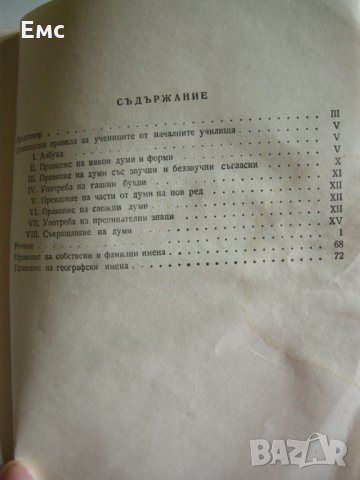 Емс
СЪДЪРЖАНИЕ
Предговор III
Правописни правила за учениците от началните училища V
I. Азбука V
II. Правопис на някои думи и форми V
III. Правопис на думи със звучни и беззвучни съгласни X
IV. Употреба на главни букви XI
V. Пренасяне на части от думи на нов ред XII
VI. Правопис на сложни думи XII
VII. Употреба на препинателни знаци XII
VIII. Съкращаване на думи XV
Речник 1
Правопис на собствени и фамилни имена 68
Правопис на географски имена 72
BAZAR